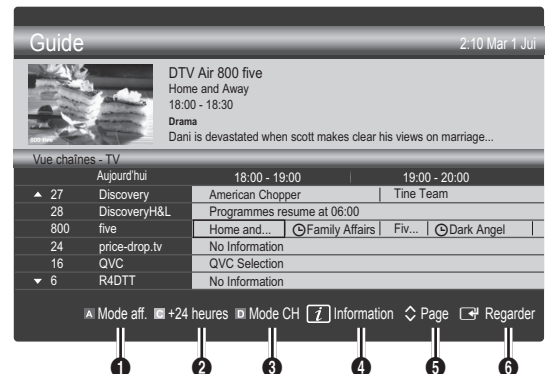 Guide 2:10 Mar 1 Jui
DTV Air 800 five
Home and Away
18:00 - 18:30
Drama
Dani is devastated when scott makes clear his views on marriage...
800 five
Vue chaînes - TV
Aujourd'hui 18:00 - 19:00 19:00 - 20:00
▲ 27 Discovery American Chopper Tine Team
28 DiscoveryH&L Programmes resume at 06:00
800 five Home and... Family Affairs Fiv... Dark Angel
24 price-drop.tv No Information
16 QVC QVC Selection
▼ 6 R4DTT No Information
A Mode aff. C +24 heures D Mode CH i Information Page Regarder
1 2 3 4 5 6